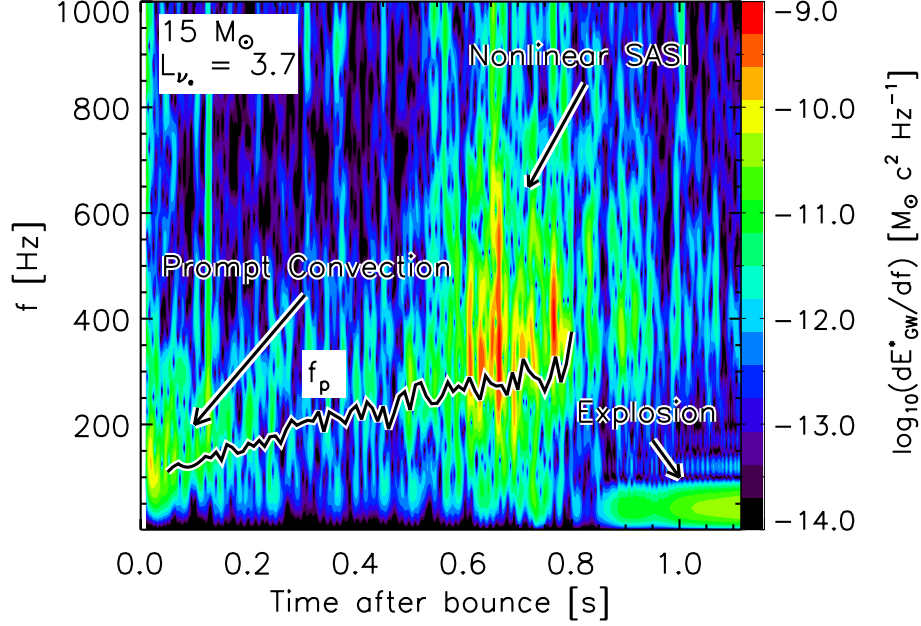 15 M⊙
Lνe = 3.7
Nonlinear SASI
Prompt Convection
fp
Explosion
1000
800
600
400
200
f [Hz]
0.0 0.2 0.4 0.6 0.8 1.0
Time after bounce [s]
-9.0
-10.0
-11.0
-12.0
-13.0
-14.0
log10(dE*GW/df) [M⊙ c2 Hz-1]